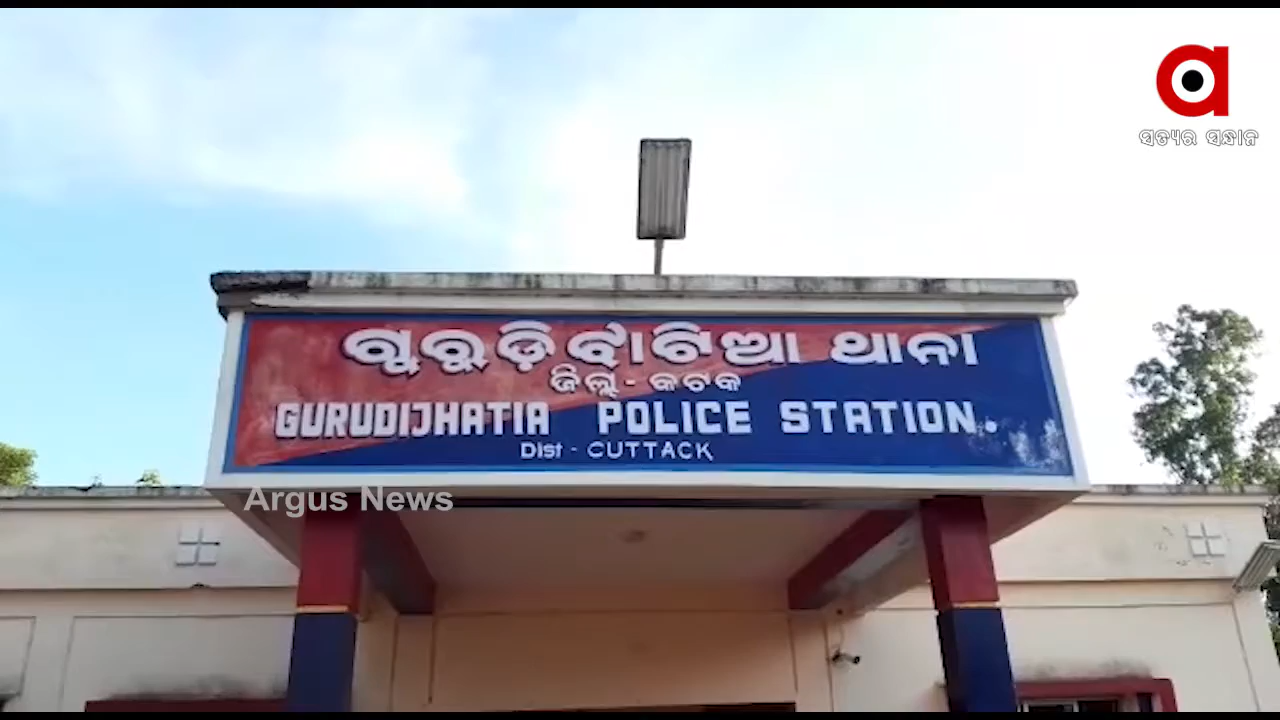 ସତ୍ୟର ସନ୍ଧାନ
ଗୁରୁଡ଼ିଝାଟିଆ ଥାନା
ଜିଲ୍ଲା - କଟକ
GURUDIJHATIA POLICE STATION.
Dist - CUTTACK
Argus News